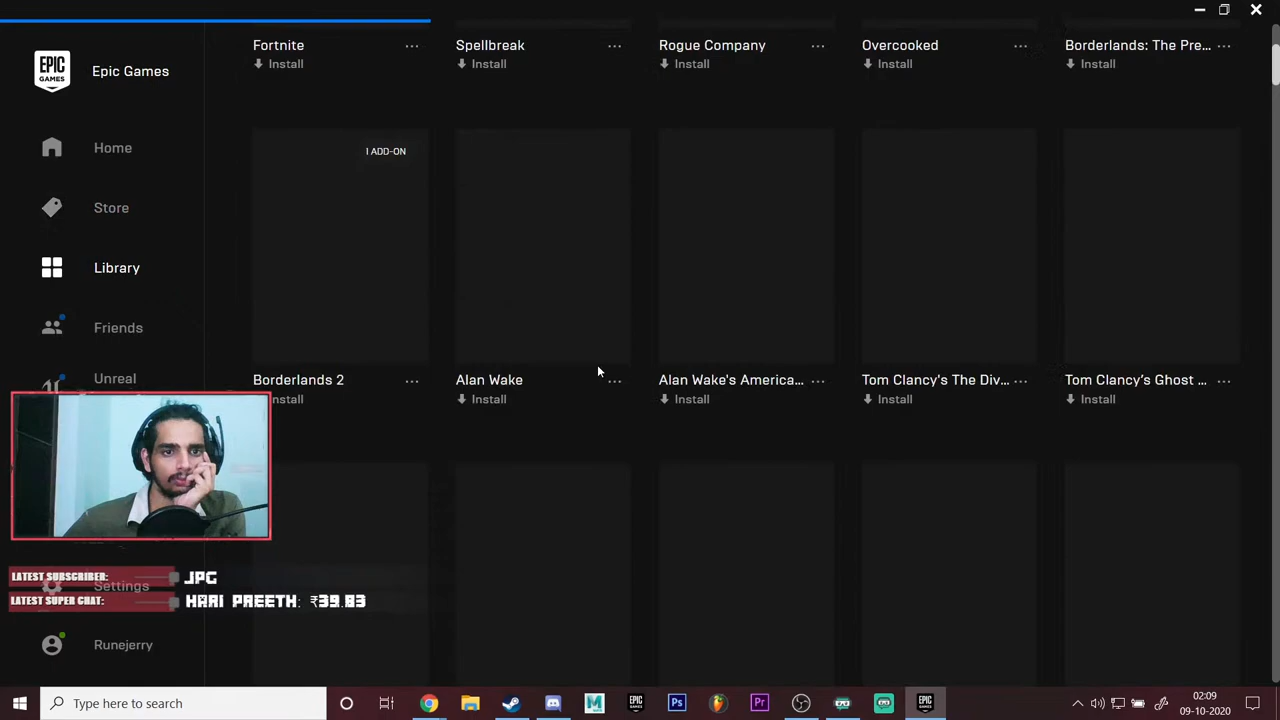 Fortnite
Install
Spellbreak
Install
Rogue Company
Install
Overcooked
Install
Borderlands: The Pre...
Install
EPIC GAMES
Epic Games
Home
Store
Library
Friends
Unreal
I ADD-ON
Borderlands 2
Install
Alan Wake
Install
Alan Wake's America...
Install
Tom Clancy's The Div...
Install
Tom Clancy's Ghost ...
Install
LATEST SUBSCRIBER: JPG
Settings
LATEST SUPER CHAT: HARI PREETH: ₹39.83
Runejerry
Type here to search
Ps
Pr
02:09
09-10-2020